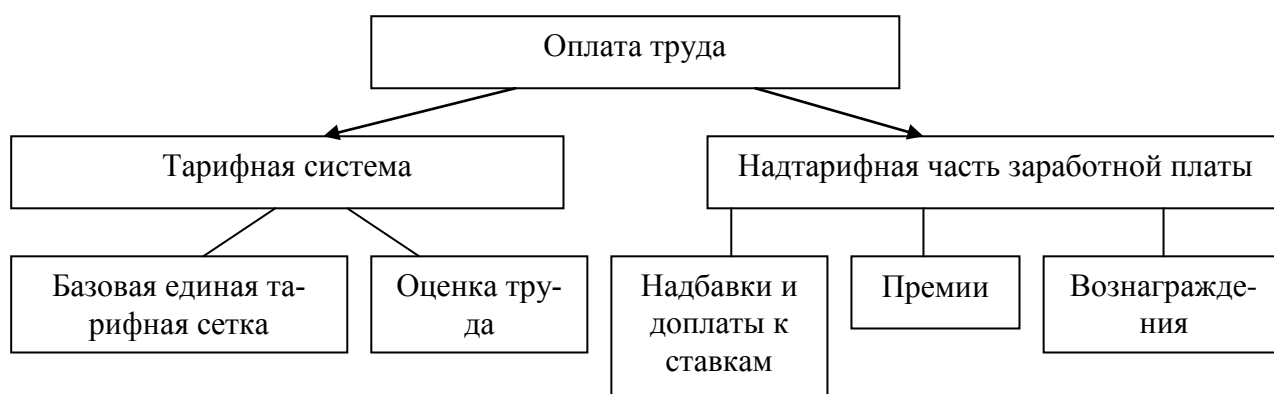 Оплата труда
Тарифная система
Надтарифная часть заработной платы
Базовая единая та-
рифная сетка
Оценка тру-
да
Надбавки и
доплаты к
ставкам
Премии
Вознагражде-
ния